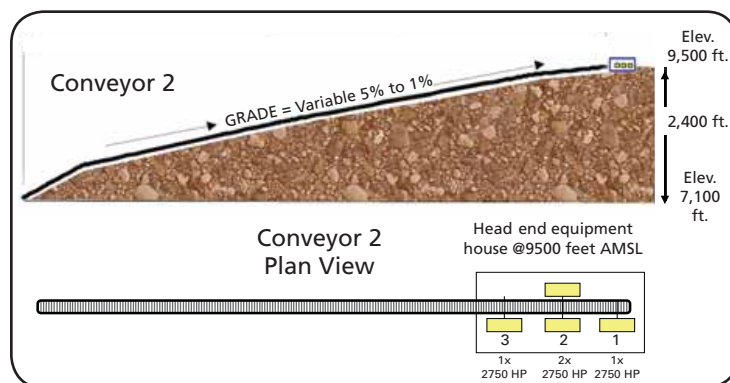 Elev.
9,500 ft.
Conveyor 2
GRADE = Variable 5% to 1%
2,400 ft.
Elev.
7,100
ft.
Conveyor 2
Plan View
Head end equipment
house @9500 feet AMSL
3 2 1
1x 2x 1x
2750 HP 2750 HP 2750 HP